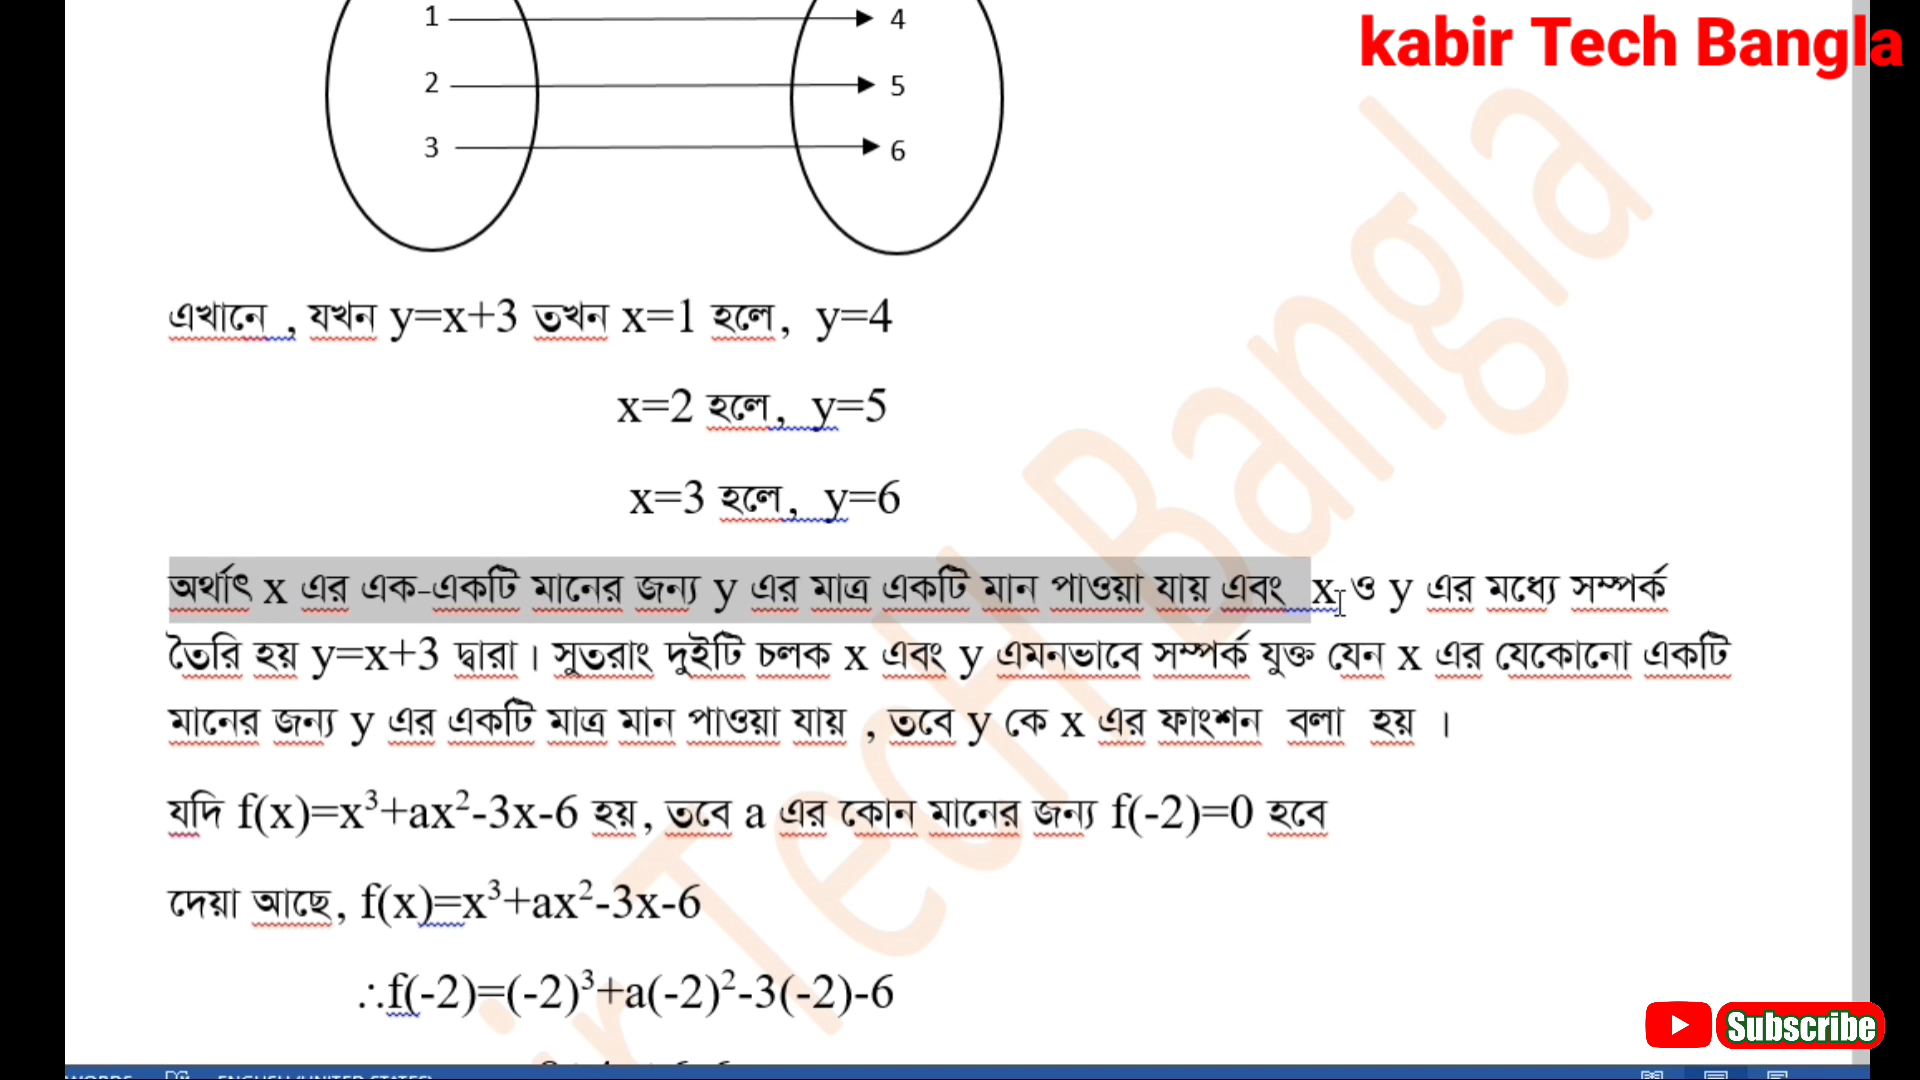 kabir Tech Bangla
1 4
2 5
3 6
এখানে , যখন y=x+3 তখন x=1 হলে, y=4
x=2 হলে, y=5
x=3 হলে, y=6
অর্থাৎ x এর এক-একটি মানের জন্য y এর মাত্র একটি মান পাওয়া যায় এবং x ও y এর মধ্যে সম্পর্ক
তৈরি হয় y=x+3 দ্বারা। সুতরাং দুইটি চলক x এবং y এমনভাবে সম্পর্ক যুক্ত যেন x এর যেকোনো একটি
মানের জন্য y এর একটি মাত্র মান পাওয়া যায় , তবে y কে x এর ফাংশন বলা হয় ।
যদি f(x)=x³+ax²-3x-6 হয়, তবে a এর কোন মানের জন্য f(-2)=0 হবে
দেয়া আছে, f(x)=x³+ax²-3x-6
∴f(-2)=(-2)³+a(-2)²-3(-2)-6
Subscribe
ENGLISH (UNITED STATES)